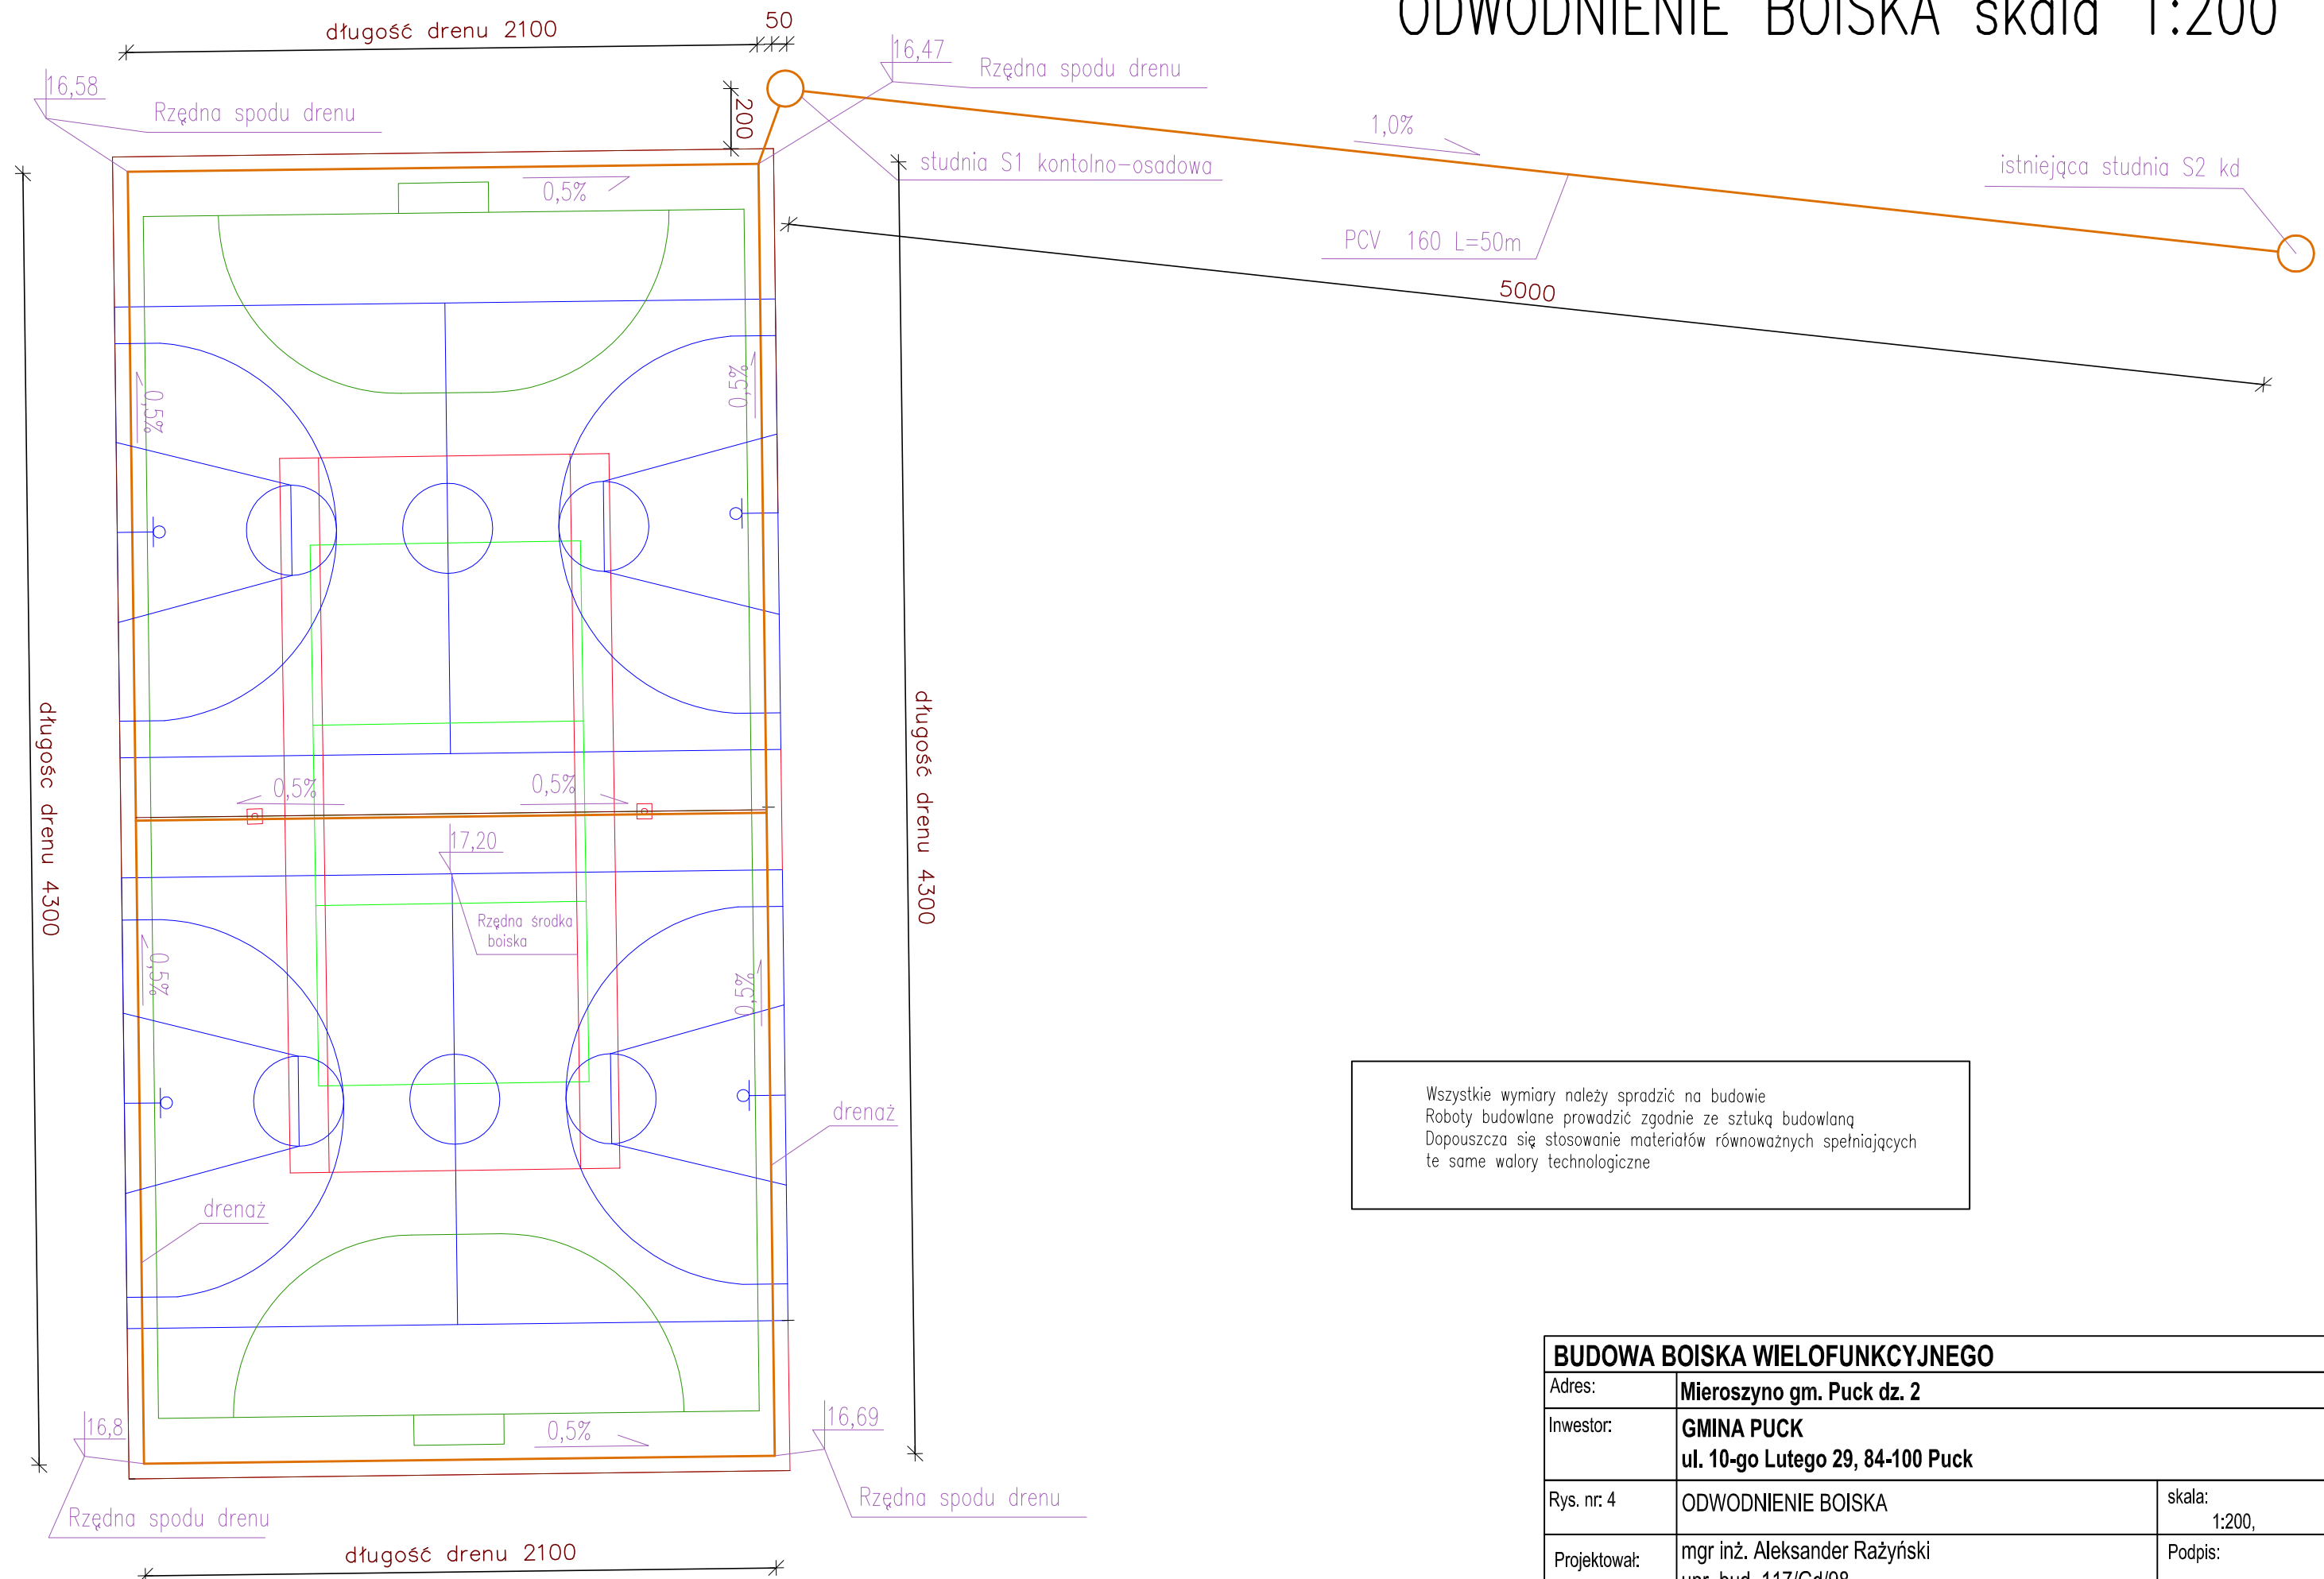 ODWODNIENIE BOISKA skala 1:200
długość drenu 2100
50
16,47
Rzędna spodu drenu
16,58
Rzędna spodu drenu
200
1,0%
studnia S1 kontolno-osadowa
istniejąca studnia S2 kd
0,5%
PCV 160 L=50m
5000
0,5%
0,5%
długość drenu 4300
długość drenu 4300
0,5%
0,5%
17,20
Rzędna środka
boiska
0,5%
0,5%
drenaż
drenaż
Wszystkie wymiary należy spradzić na budowie
Roboty budowlane prowadzić zgodnie ze sztuką budowlaną
Dopouszcza się stosowanie materiałów równoważnych spełniających
te same walory technologiczne
16,8
0,5%
16,69
Rzędna spodu drenu
Rzędna spodu drenu
długość drenu 2100
BUDOWA BOISKA WIELOFUNKCYJNEGO
Adres: Mieroszyno gm. Puck dz. 2
Inwestor: GMINA PUCK
ul. 10-go Lutego 29, 84-100 Puck
Rys. nr: 4 ODWODNIENIE BOISKA skala:
1:200,
Projektował: mgr inż. Aleksander Rażyński Podpis:
upr. bud. 117/Gd/98